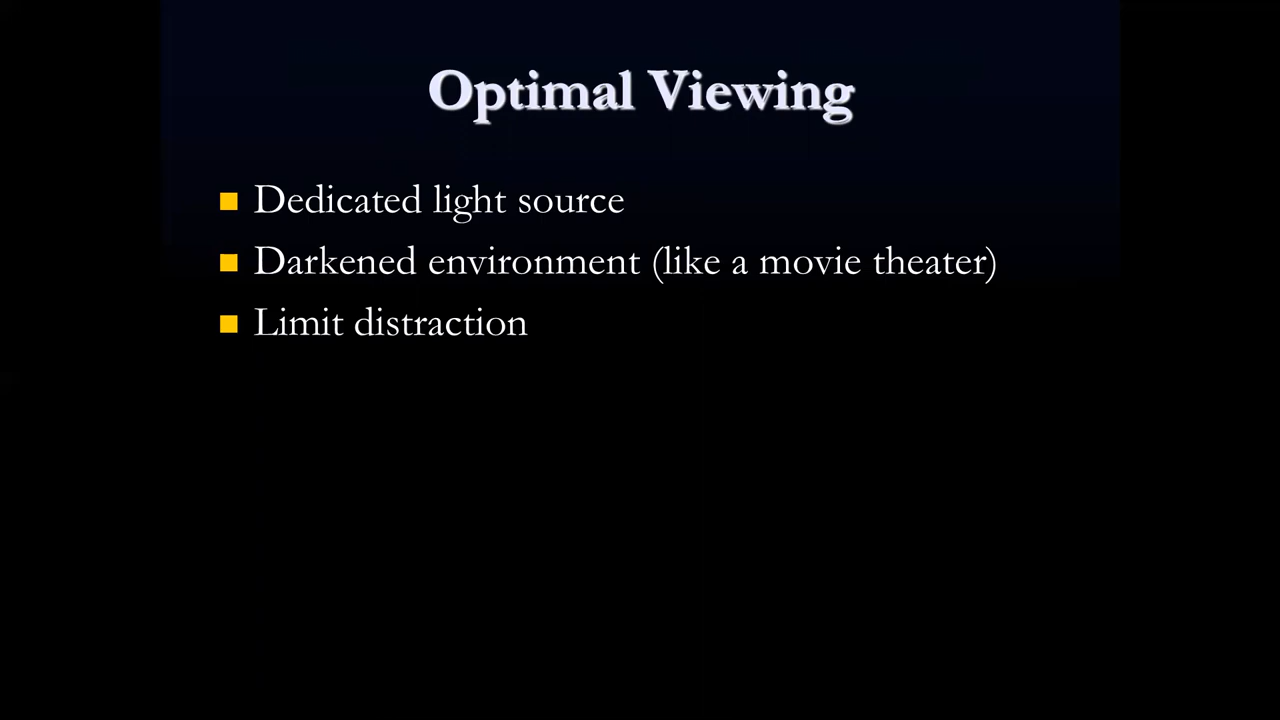 Optimal Viewing
Dedicated light source
Darkened environment (like a movie theater)
Limit distraction